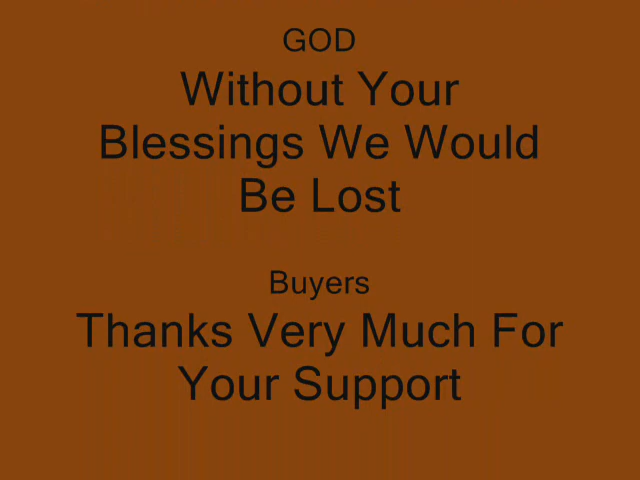 GOD
Without Your
Blessings We Would
Be Lost
Buyers
Thanks Very Much For
Your Support